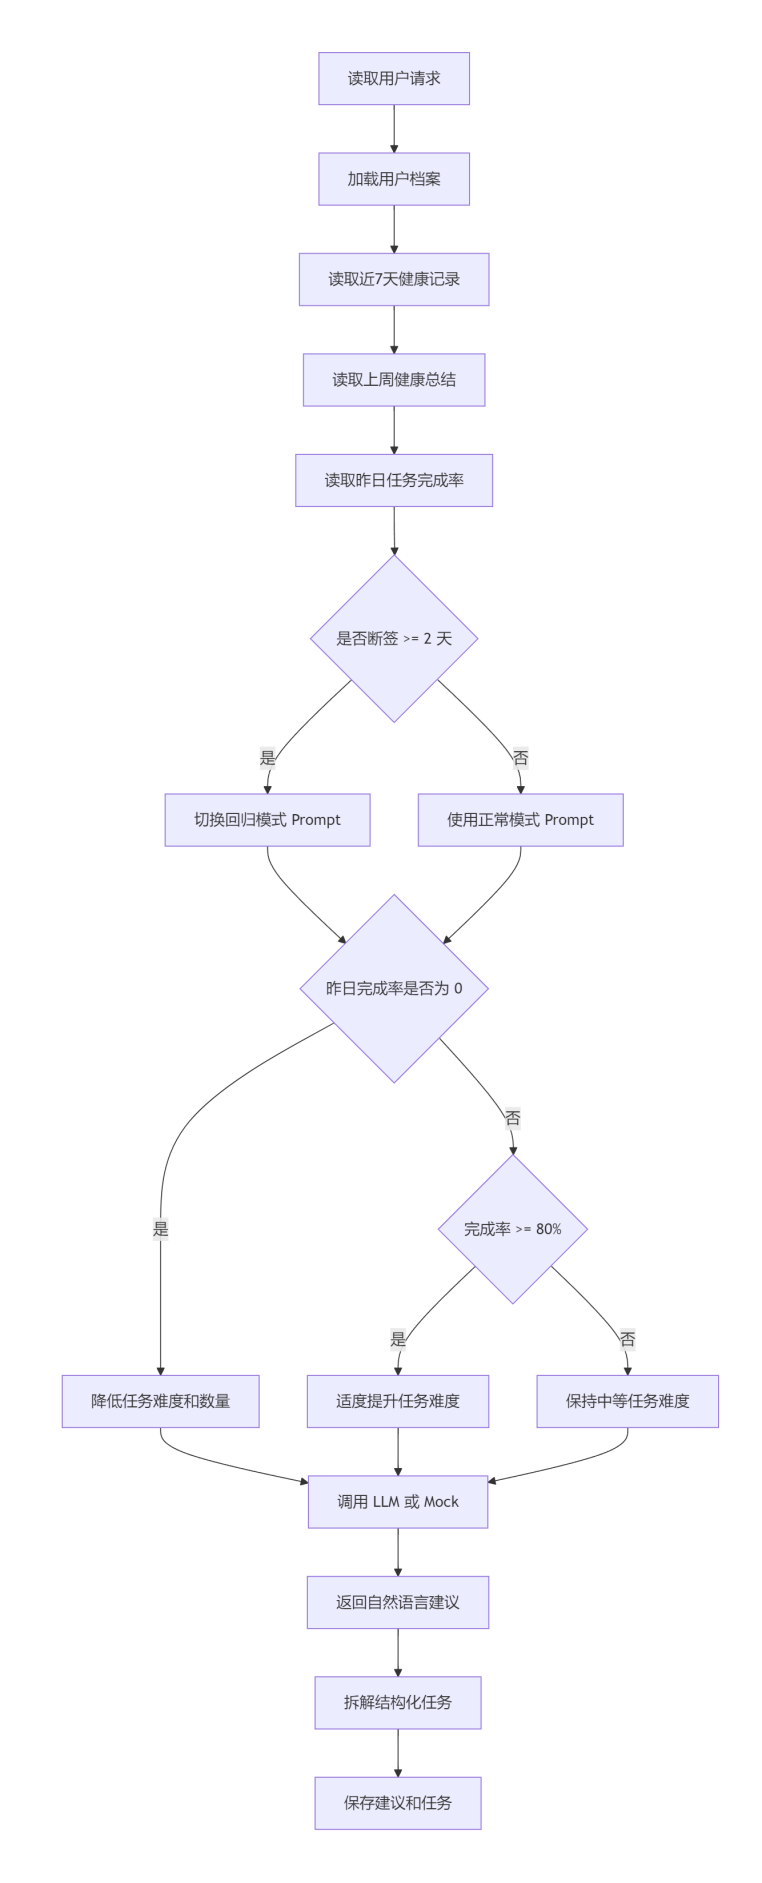 读取用户请求
加载用户档案
读取近7天健康记录
读取上周健康总结
读取昨日任务完成率
是否断签 >= 2 天
是
否
切换回归模式 Prompt
使用正常模式 Prompt
昨日完成率是否为 0
否
是
完成率 >= 80%
是
否
降低任务难度和数量
适度提升任务难度
保持中等任务难度
调用 LLM 或 Mock
返回自然语言建议
拆解结构化任务
保存建议和任务